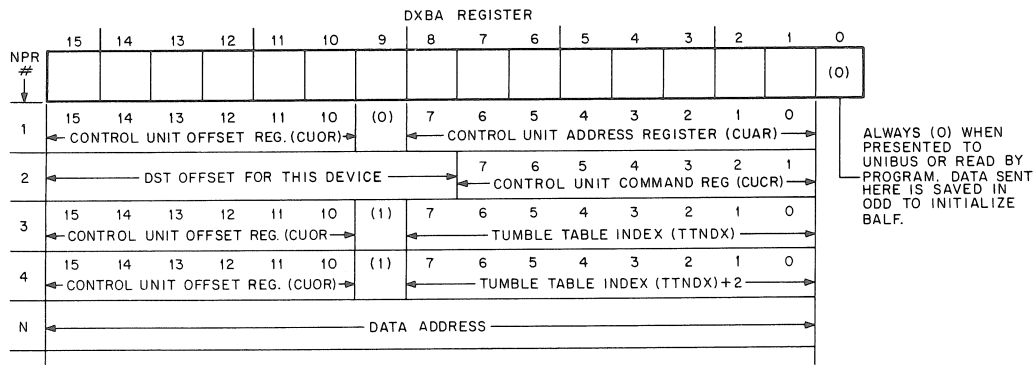 DXBA REGISTER
15 14 13 12 11 10 9 8 7 6 5 4 3 2 1 0
NPR
#
(0)
1
15 14 13 12 11 10 (0) 7 6 5 4 3 2 1 0
CONTROL UNIT OFFSET REG. (CUOR) CONTROL UNIT ADDRESS REGISTER (CUAR)
2
7 6 5 4 3 2 1
DST OFFSET FOR THIS DEVICE CONTROL UNIT COMMAND REG (CUCR)
3
15 14 13 12 11 10 (1) 7 6 5 4 3 2 1 0
CONTROL UNIT OFFSET REG. (CUOR TUMBLE TABLE INDEX (TTNDX)
4
15 14 13 12 11 10 (1) 7 6 5 4 3 2 1 0
CONTROL UNIT OFFSET REG. (CUOR) TUMBLE TABLE INDEX (TTNDX)+2
N DATA ADDRESS
ALWAYS (0) WHEN
PRESENTED TO
UNIBUS OR READ BY
PROGRAM. DATA SENT
HERE IS SAVED IN
ODD TO INITIALIZE
BALF.